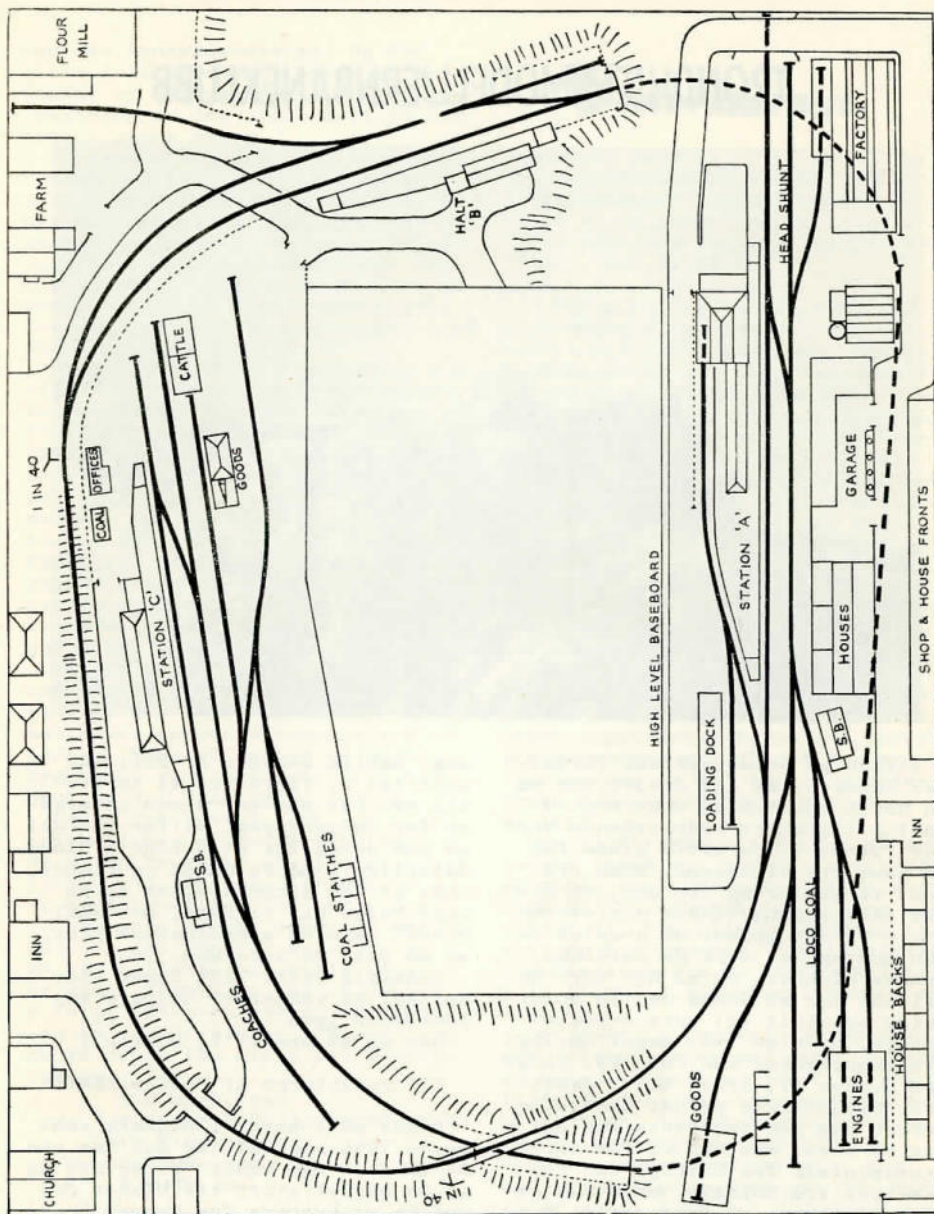 FLOUR
MILL
FARM
1 IN 40
INN
CHURCH
COAL
OFFICES
STATION 'C'
CATTLE
GOODS
S.B.
COACHES
COAL STAITHES
1 IN 40
HALT
'B'
HIGH LEVEL BASEBOARD
STATION 'A'
LOADING DOCK
GOODS
HEAD SHUNT
FACTORY
GARAGE
HOUSES
S.B.
LOCO COAL
ENGINES
HOUSE BACKS
INN
SHOP & HOUSE FRONTS